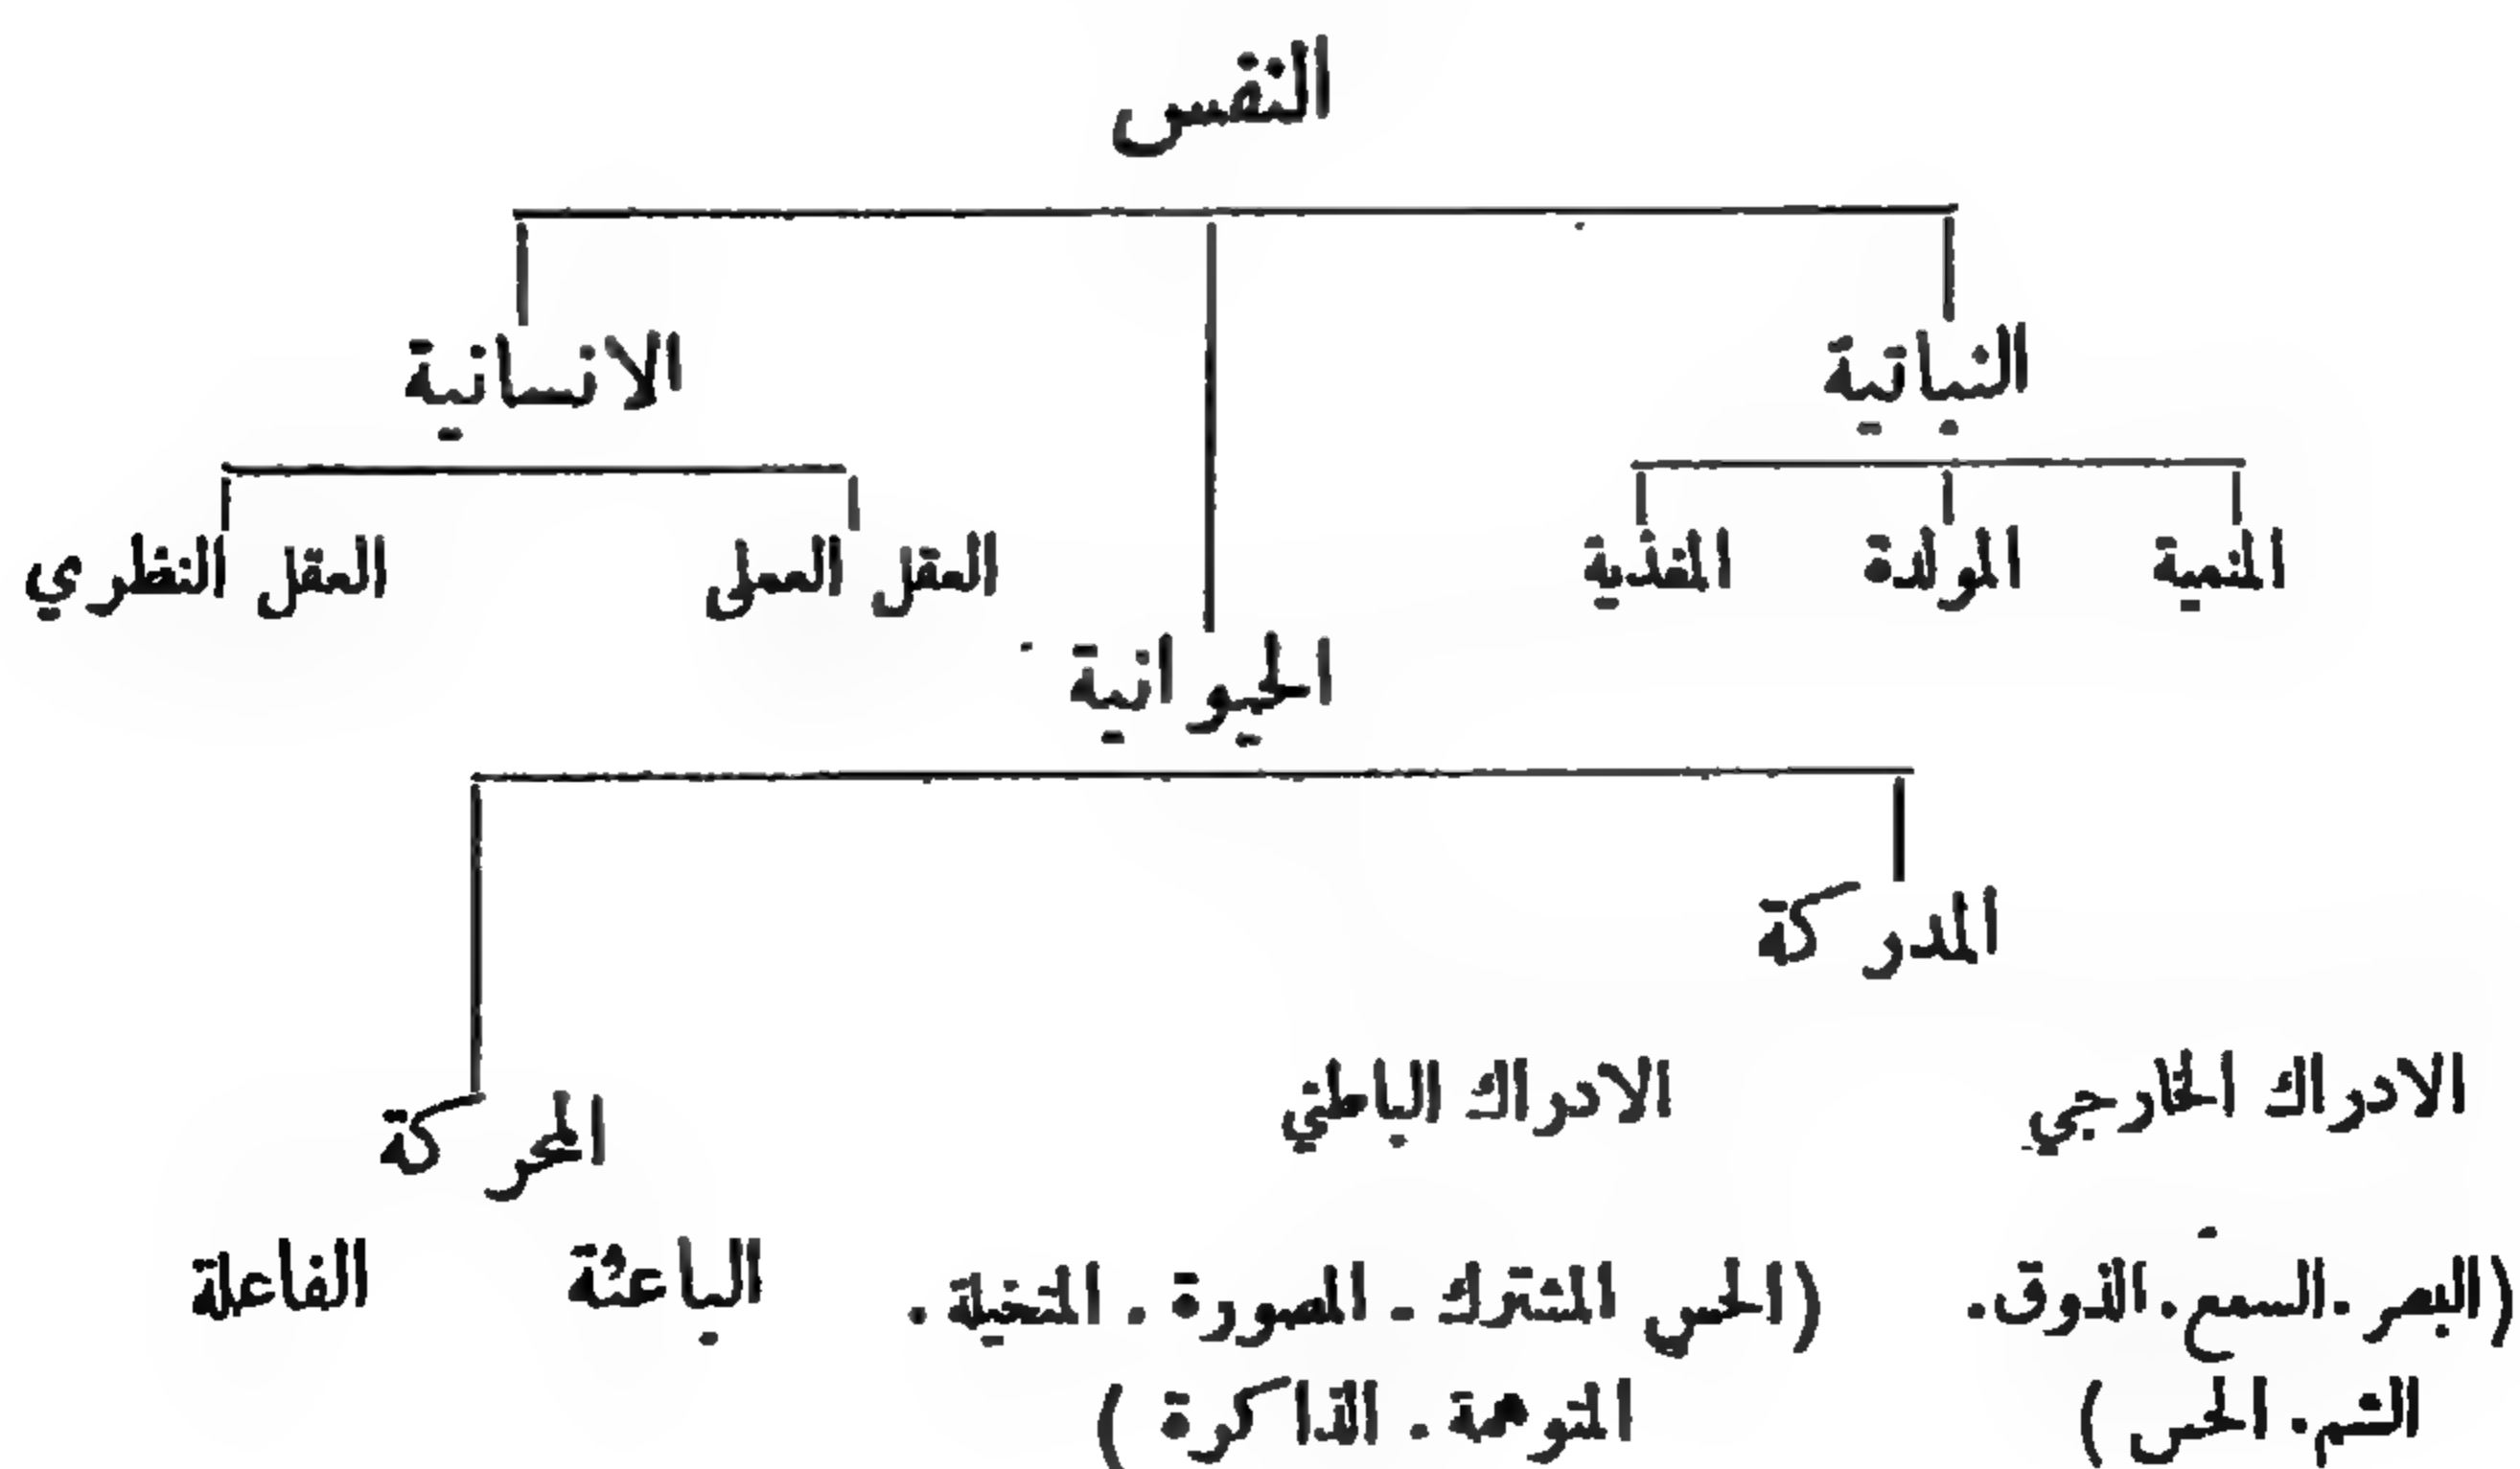 النفس
النباتية الانسانية
المنمية المولدة المغذية العقل العملي العقل النظري
الحيوانية
المدركة
الادراك الخارجي الادراك الباطني
المحركة
(البصر . السمع . الذوق . (الحس المشترك . المصورة . المتخيلة . الباعثة الفاعلة
الشم . الحس ) المتوهمة . الذاكرة )